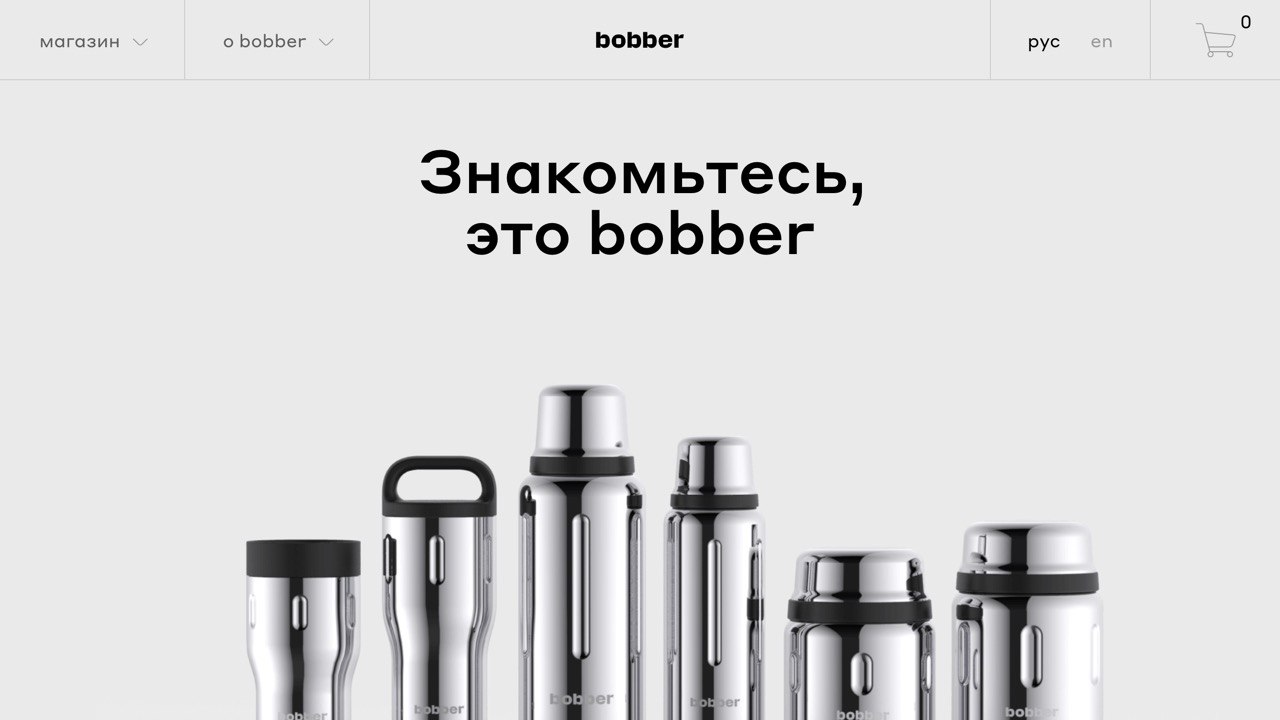 магазин
о bobber
bobber
рус
en
0
Знакомьтесь,
это bobber
bobber
bobber
bobber
bobber
bobber
bobber